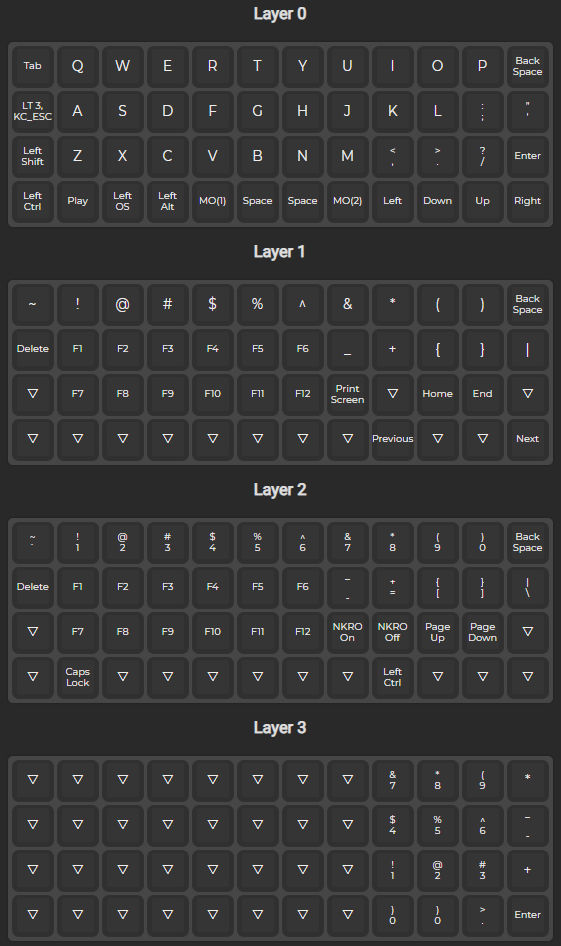 Layer 0
Tab Q W E R T Y U I O P Back Space
LT 3, KC_ESC A S D F G H J K L : ; " '
Left Shift Z X C V B N M < , > . ? / Enter
Left Ctrl Play Left OS Left Alt MO(1) Space Space MO(2) Left Down Up Right
Layer 1
~ ! @ # $ % ^ & * ( ) Back Space
Delete F1 F2 F3 F4 F5 F6 _ + { } |
▽ F7 F8 F9 F10 F11 F12 Print Screen ▽ Home End ▽
▽ ▽ ▽ ▽ ▽ ▽ ▽ ▽ Previous ▽ ▽ Next
Layer 2
~ ` ! 1 @ 2 # 3 $ 4 % 5 ^ 6 & 7 * 8 ( 9 ) 0 Back Space
Delete F1 F2 F3 F4 F5 F6 _ - + = { [ } ] | \
▽ F7 F8 F9 F10 F11 F12 NKRO On NKRO Off Page Up Page Down ▽
▽ Caps Lock ▽ ▽ ▽ ▽ ▽ ▽ Left Ctrl ▽ ▽ ▽
Layer 3
▽ ▽ ▽ ▽ ▽ ▽ ▽ ▽ & 7 * 8 ( 9 *
▽ ▽ ▽ ▽ ▽ ▽ ▽ ▽ $ 4 % 5 ^ 6 _ -
▽ ▽ ▽ ▽ ▽ ▽ ▽ ▽ ! 1 @ 2 # 3 +
▽ ▽ ▽ ▽ ▽ ▽ ▽ ▽ ) 0 ) 0 > . Enter